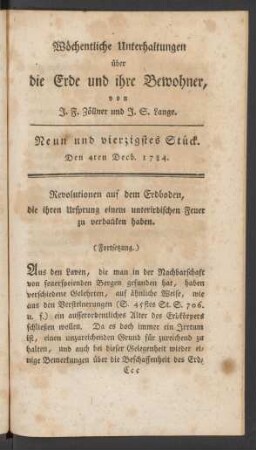 Wöchentliche Unterhaltungen
über
die Erde und ihre Bewohner,
von
J. F. Zöllner und J. S. Lange.
Neun und vierzigstes Stück.
Den 4ten Decb. 1784.
Revolutionen auf dem Erdboden,
die ihren Ursprung einem unterirdischen Feuer
zu verdanken haben.
(Fortsetzung.)
Aus den Laven, die man in der Nachbarschaft
von feuerspeienden Bergen gefunden hat, haben
verschiedene Gelehrten, auf ähnliche Weise, wie
aus den Versteinerungen (S. 45sten St. S. 706.
u. f.) ein ausserordentliches Alter des Erdkörpers
schließen wollen. Da es doch immer ein Irrtum
ist, einen unzureichenden Grund für zureichend zu
halten, und auch bei dieser Gelegenheit wieder ei-
nige Bemerkungen über die Beschaffenheit des Erd-
Ccc